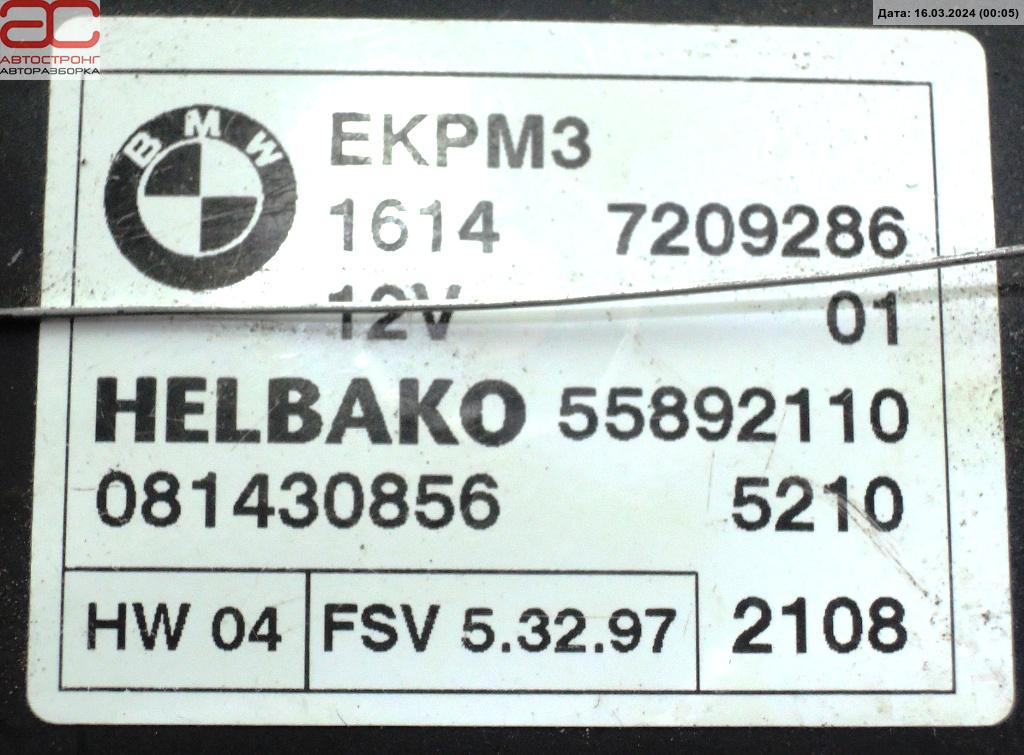 Дата: 16.03.2024 (00:05)
АС
АВТОСТРОНГ
АВТОРАЗБОРКА
BMW
EKPM3
1614 7209286
12V 01
HELBAKO 55892110
081430856 5210
HW 04 FSV 5.32.97 2108